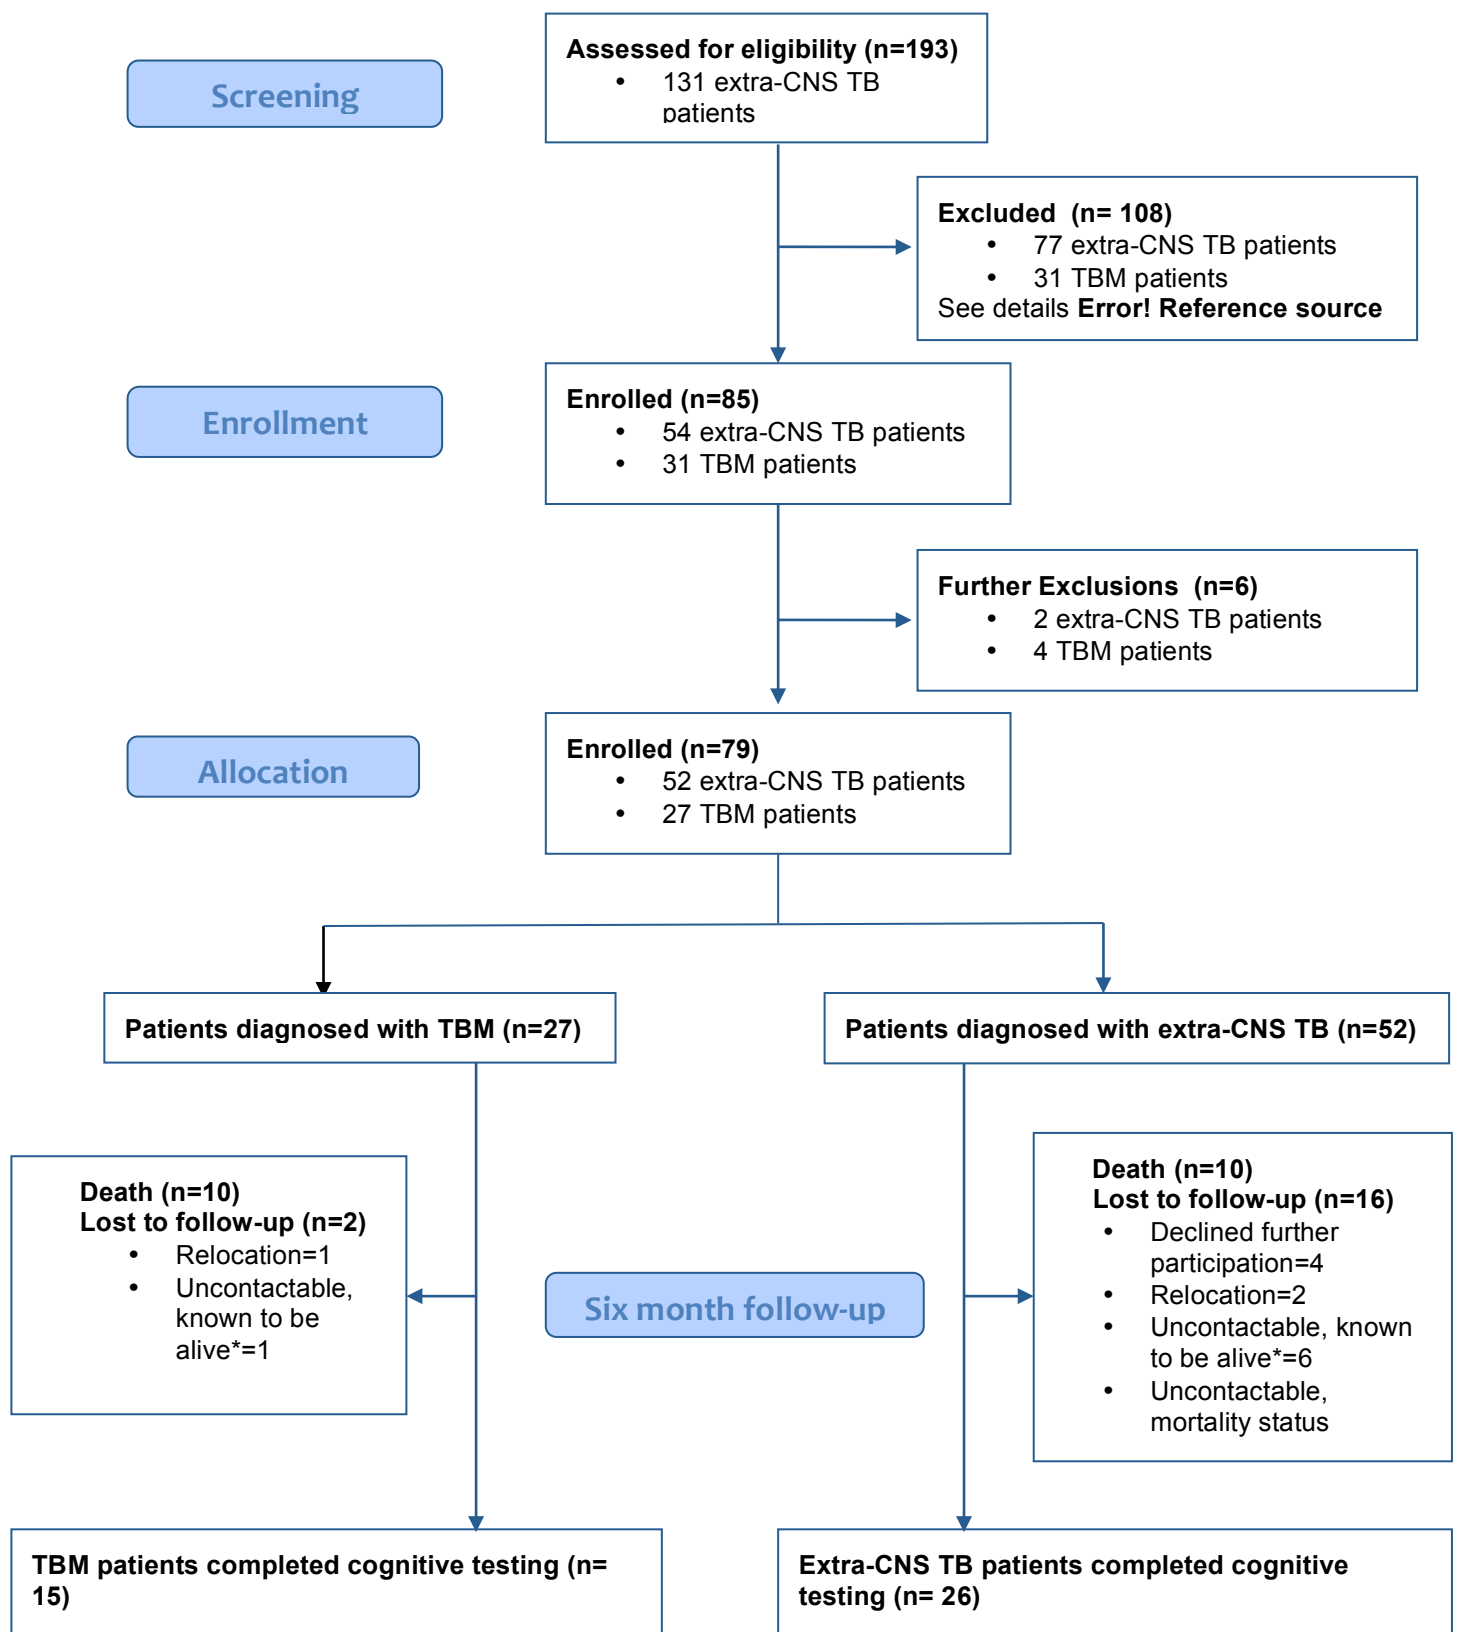 Assessed for eligibility (n=193)
• 131 extra-CNS TB
patients
Screening
Excluded (n= 108)
• 77 extra-CNS TB patients
• 31 TBM patients
See details Error! Reference source
Enrollment
Enrolled (n=85)
• 54 extra-CNS TB patients
• 31 TBM patients
Further Exclusions (n=6)
• 2 extra-CNS TB patients
• 4 TBM patients
Allocation
Enrolled (n=79)
• 52 extra-CNS TB patients
• 27 TBM patients
Patients diagnosed with TBM (n=27)
Patients diagnosed with extra-CNS TB (n=52)
Death (n=10)
Lost to follow-up (n=2)
• Relocation=1
• Uncontactable,
known to be
alive*=1
Six month follow-up
Death (n=10)
Lost to follow-up (n=16)
• Declined further
participation=4
• Relocation=2
• Uncontactable, known
to be alive*=6
• Uncontactable,
mortality status
TBM patients completed cognitive testing (n=
15)
Extra-CNS TB patients completed cognitive
testing (n= 26)